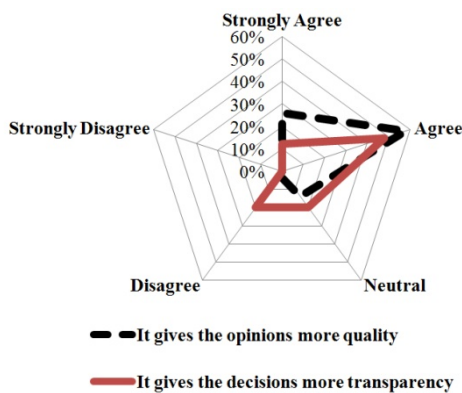 Strongly Agree
60%
50%
40%
30%
20%
10%
0%
Agree
Neutral
Disagree
Strongly Disagree
It gives the opinions more quality
It gives the decisions more transparency